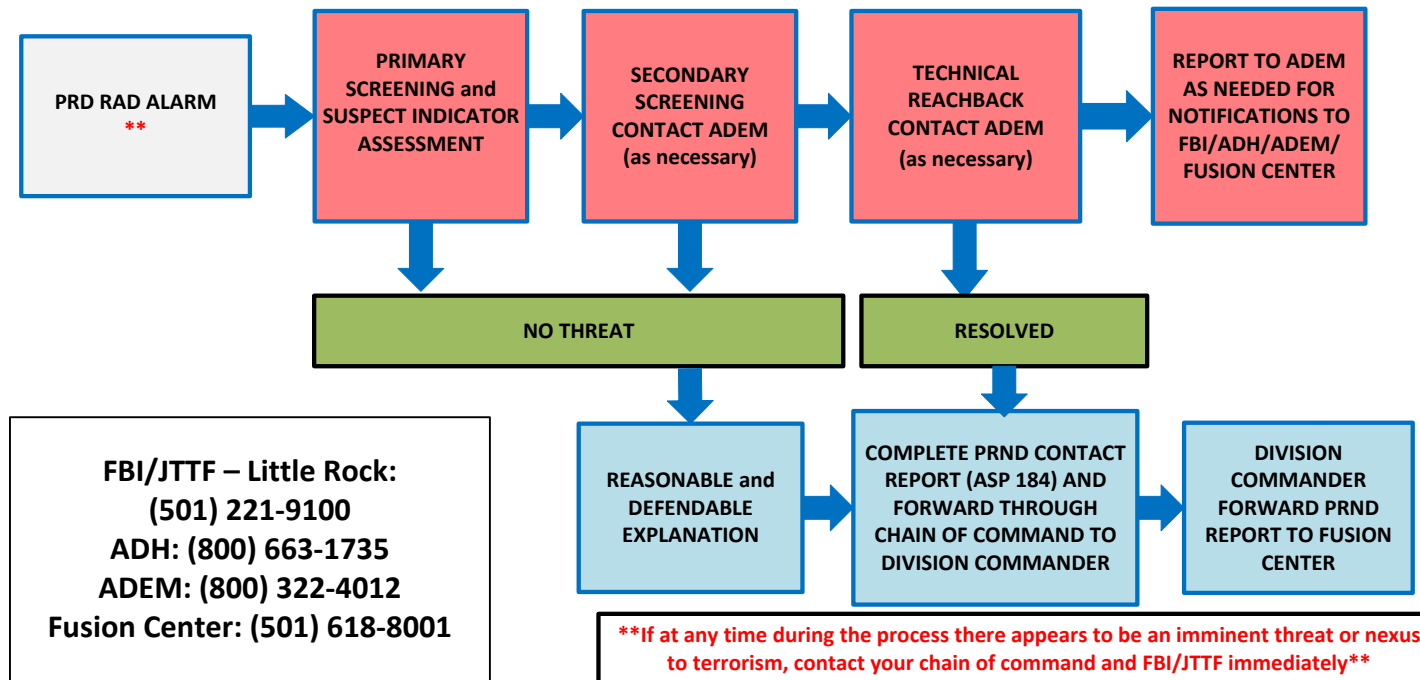 PRD RAD ALARM
**
PRIMARY
SCREENING and
SUSPECT INDICATOR
ASSESSMENT
SECONDARY
SCREENING
CONTACT ADEM
(as necessary)
TECHNICAL
REACHBACK
CONTACT ADEM
(as necessary)
REPORT TO ADEM
AS NEEDED FOR
NOTIFICATIONS TO
FBI/ADH/ADEM/
FUSION CENTER
NO THREAT
RESOLVED
REASONABLE and
DEFENDABLE
EXPLANATION
COMPLETE PRND CONTACT
REPORT (ASP 184) AND
FORWARD THROUGH
CHAIN OF COMMAND TO
DIVISION COMMANDER
DIVISION
COMMANDER
FORWARD PRND
REPORT TO FUSION
CENTER
FBI/JTTF – Little Rock:
(501) 221-9100
ADH: (800) 663-1735
ADEM: (800) 322-4012
Fusion Center: (501) 618-8001
**If at any time during the process there appears to be an imminent threat or nexus
to terrorism, contact your chain of command and FBI/JTTF immediately**